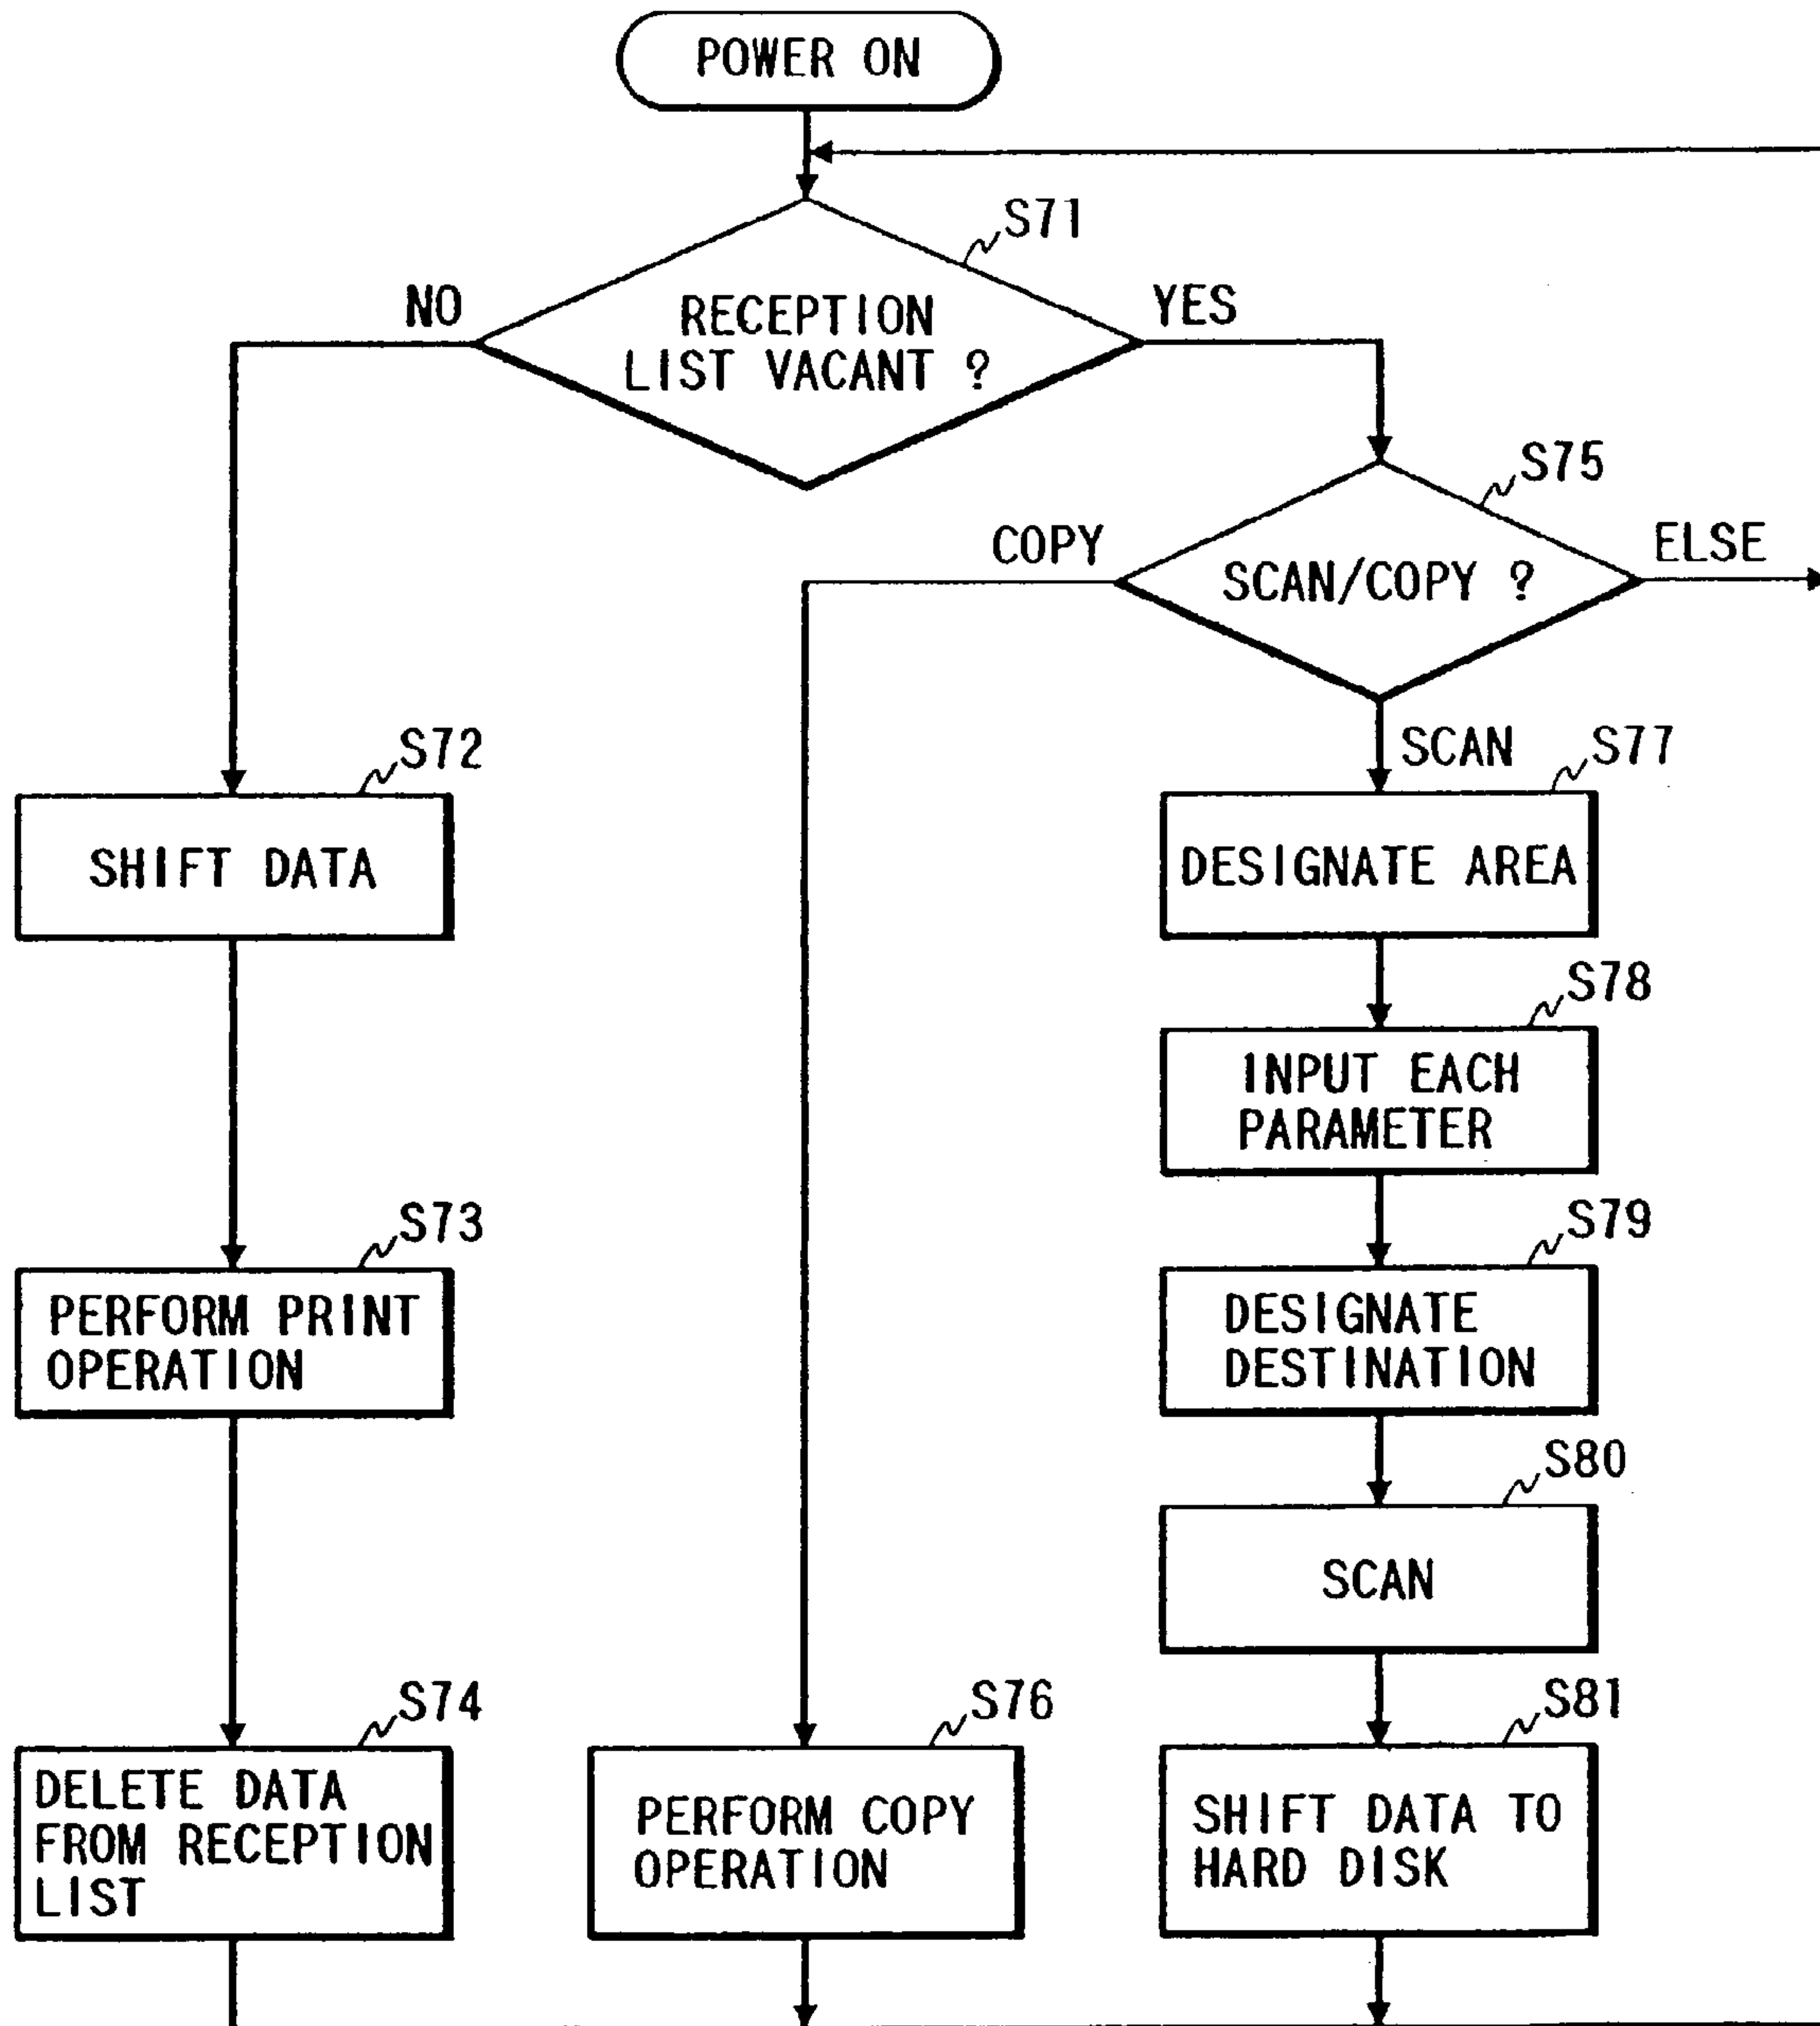 POWER ON
S71
NO
RECEPTION
LIST VACANT ?
YES
S75
COPY
SCAN/COPY ?
ELSE
SCAN
S72
SHIFT DATA
S77
DESIGNATE AREA
S78
INPUT EACH
PARAMETER
S73
PERFORM PRINT
OPERATION
S79
DESIGNATE
DESTINATION
S80
SCAN
S74
DELETE DATA
FROM RECEPTION
LIST
S76
PERFORM COPY
OPERATION
S81
SHIFT DATA TO
HARD DISK